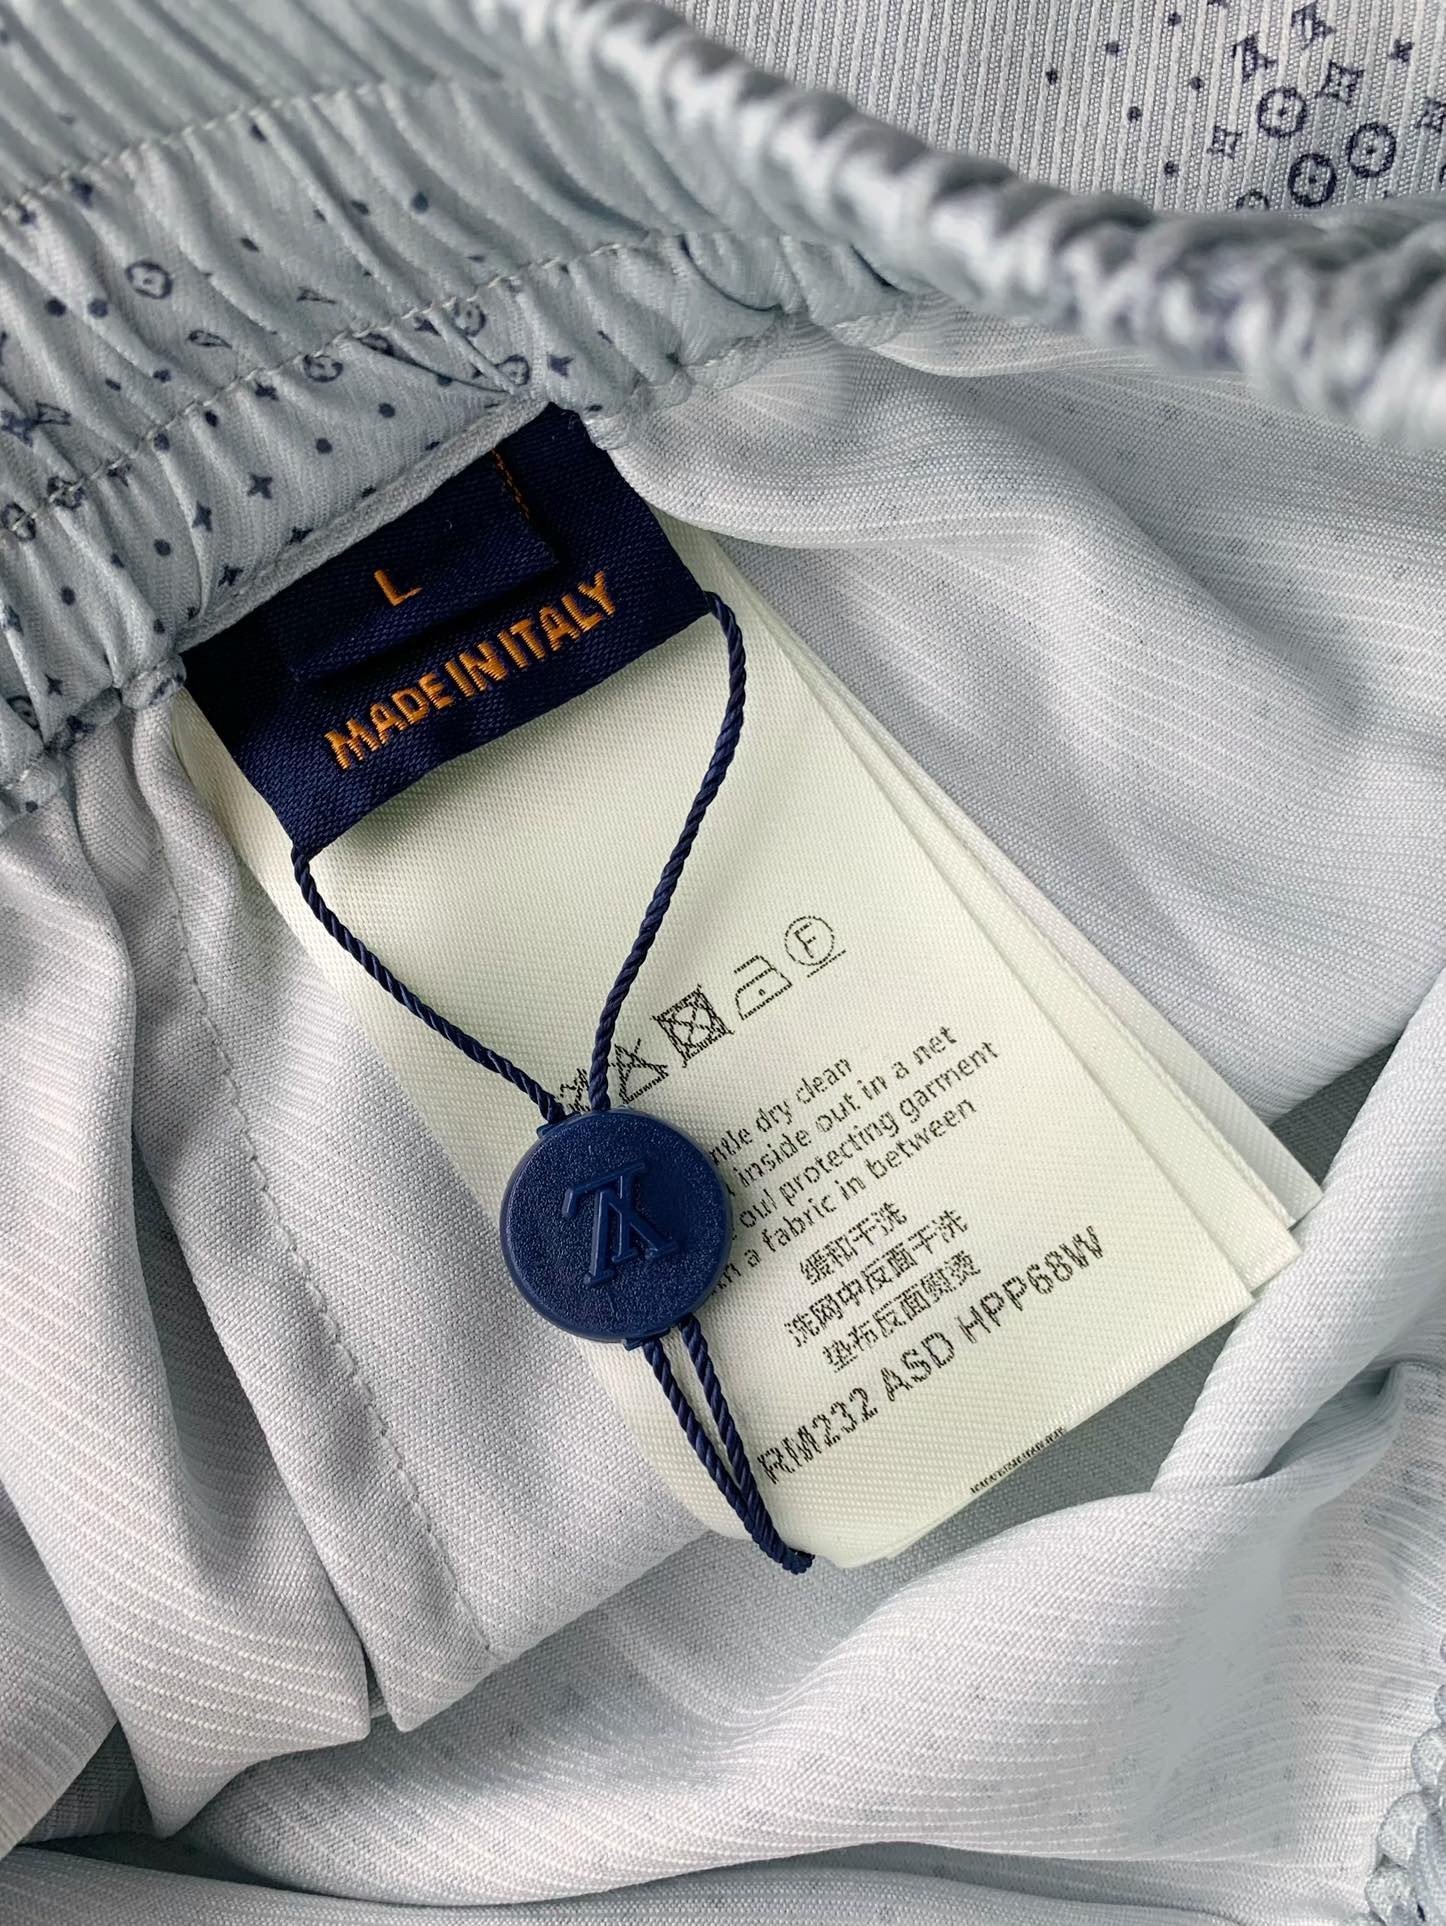 L
MADE IN ITALY
F
dry clean
inside out in a net
protecting garment
a fabric in between
缓和干洗
洗网中反面干洗
垫布反面熨烫
RM232 ASD HPP68W
LV